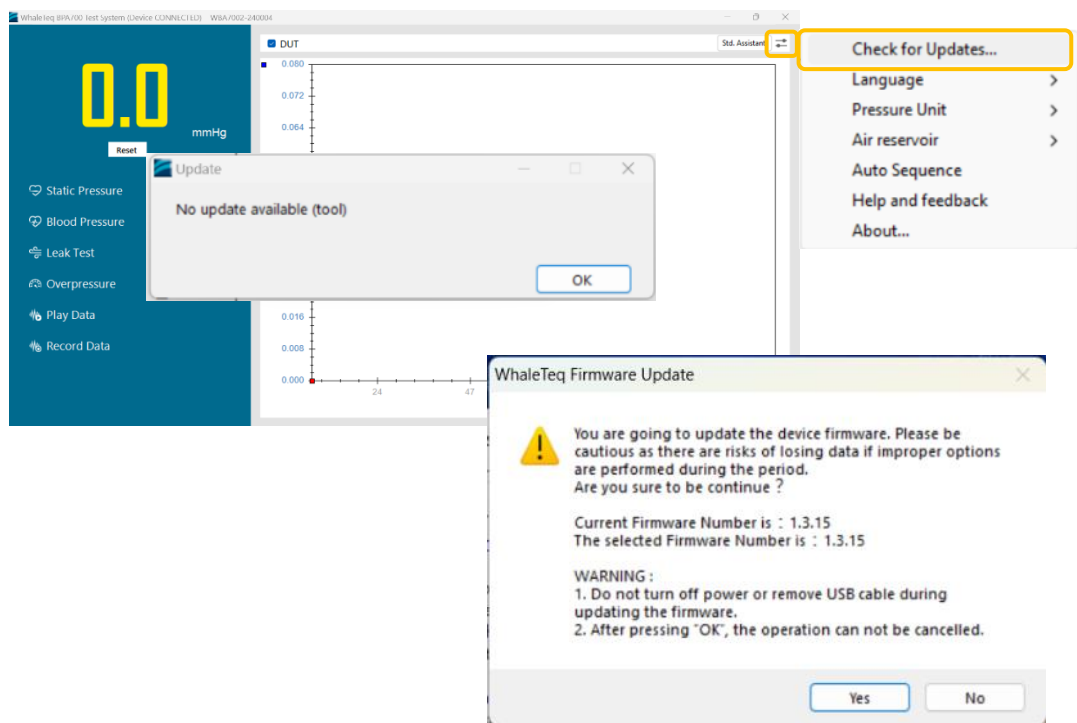 WhaleTeq BPA700 Test System (Device CONNECTED) WBA7002-240004
DUT
Std. Assistant
0.0
mmHg
Reset
Static Pressure
Blood Pressure
Leak Test
Overpressure
Play Data
Record Data
0.080
0.072
0.064
0.016
0.008
0.000
24
47
Check for Updates...
Language
Pressure Unit
Air reservoir
Auto Sequence
Help and feedback
About...
Update
No update available (tool)
OK
WhaleTeq Firmware Update
You are going to update the device firmware. Please be
cautious as there are risks of losing data if improper options
are performed during the period.
Are you sure to be continue ?
Current Firmware Number is : 1.3.15
The selected Firmware Number is : 1.3.15
WARNING :
1. Do not turn off power or remove USB cable during
updating the firmware.
2. After pressing "OK", the operation can not be cancelled.
Yes
No